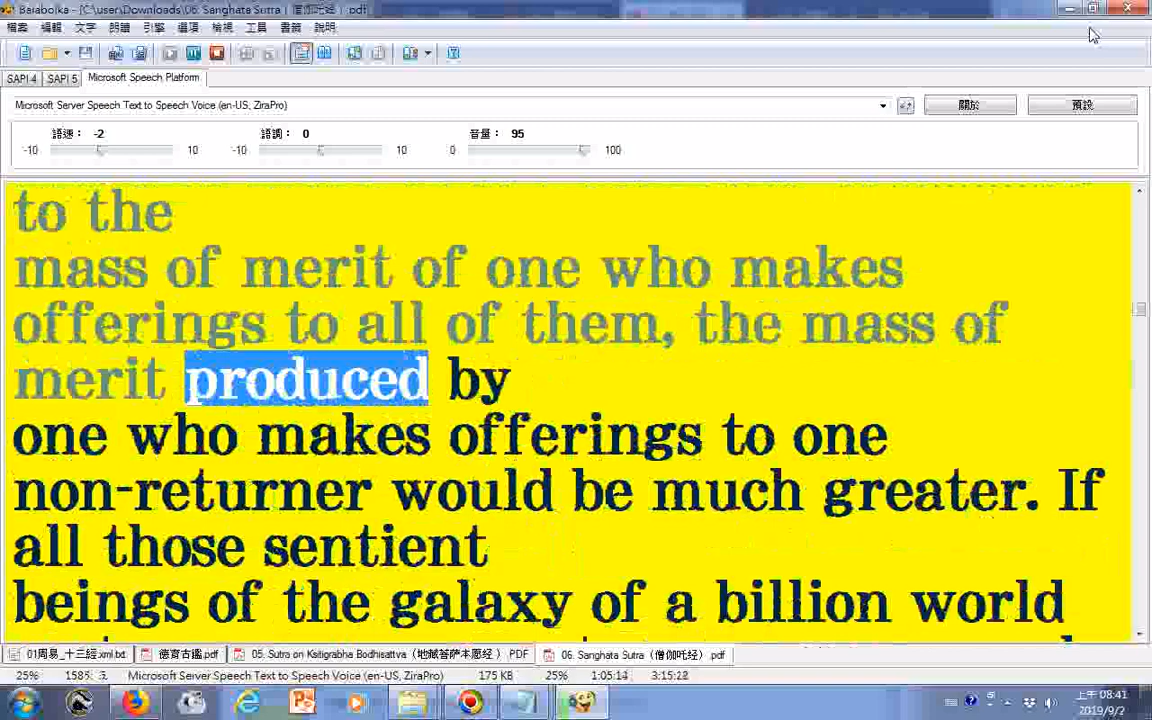 Balabolka - [C:\user\Downloads\06. Sanghata Sutra (僧伽吒经).pdf]
檔案 編輯 文字 朗讀 引擎 選項 檢視 工具 書籤 說明
SAPI 4 SAPI 5 Microsoft Speech Platform
Microsoft Server Speech Text to Speech Voice (en-US, ZiraPro) 關於 預設
語速： -2 語調： 0 音量： 95
-10 10 -10 10 0 100
to the
mass of merit of one who makes
offerings to all of them, the mass of
merit produced by
one who makes offerings to one
non-returner would be much greater. If
all those sentient
beings of the galaxy of a billion world
01周易_十三經.xml.txt 德育古鑑.pdf 05. Sutra on Ksitigrabha Bodhisattva（地藏菩萨本愿经）.PDF 06. Sanghata Sutra（僧伽吒经）.pdf
25% Microsoft Server Speech Text to Speech Voice (en-US, ZiraPro) 175 KB 25% 1:05:14 3:15:22
上午 08:41
2019/9/2